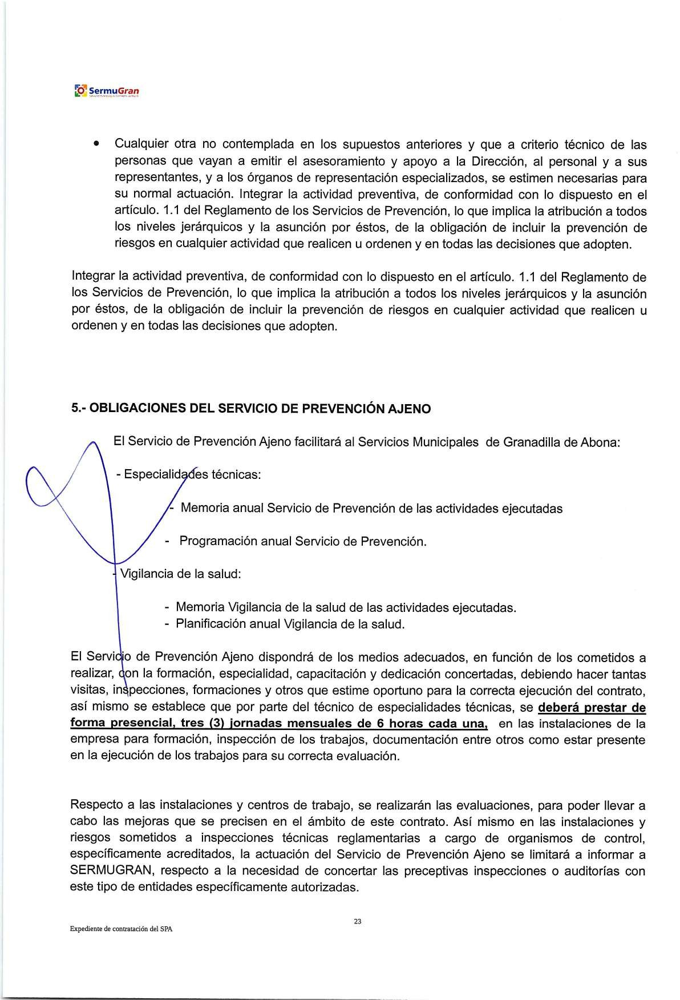 SermuGran
• Cualquier otra no contemplada en los supuestos anteriores y que a criterio técnico de las
personas que vayan a emitir el asesoramiento y apoyo a la Dirección, al personal y a sus
representantes, y a los órganos de representación especializados, se estimen necesarias para
su normal actuación. Integrar la actividad preventiva, de conformidad con lo dispuesto en el
artículo. 1.1 del Reglamento de los Servicios de Prevención, lo que implica la atribución a todos
los niveles jerárquicos y la asunción por éstos, de la obligación de incluir la prevención de
riesgos en cualquier actividad que realicen u ordenen y en todas las decisiones que adopten.
Integrar la actividad preventiva, de conformidad con lo dispuesto en el artículo. 1.1 del Reglamento de
los Servicios de Prevención, lo que implica la atribución a todos los niveles jerárquicos y la asunción
por éstos, de la obligación de incluir la prevención de riesgos en cualquier actividad que realicen u
ordenen y en todas las decisiones que adopten.
5.- OBLIGACIONES DEL SERVICIO DE PREVENCIÓN AJENO
El Servicio de Prevención Ajeno facilitará al Servicios Municipales de Granadilla de Abona:
- Especialidades técnicas:
- Memoria anual Servicio de Prevención de las actividades ejecutadas
- Programación anual Servicio de Prevención.
- Vigilancia de la salud:
- Memoria Vigilancia de la salud de las actividades ejecutadas.
- Planificación anual Vigilancia de la salud.
El Servicio de Prevención Ajeno dispondrá de los medios adecuados, en función de los cometidos a
realizar, con la formación, especialidad, capacitación y dedicación concertadas, debiendo hacer tantas
visitas, inspecciones, formaciones y otros que estime oportuno para la correcta ejecución del contrato,
así mismo se establece que por parte del técnico de especialidades técnicas, se deberá prestar de
forma presencial, tres (3) jornadas mensuales de 6 horas cada una, en las instalaciones de la
empresa para formación, inspección de los trabajos, documentación entre otros como estar presente
en la ejecución de los trabajos para su correcta evaluación.
Respecto a las instalaciones y centros de trabajo, se realizarán las evaluaciones, para poder llevar a
cabo las mejoras que se precisen en el ámbito de este contrato. Así mismo en las instalaciones y
riesgos sometidos a inspecciones técnicas reglamentarias a cargo de organismos de control,
específicamente acreditados, la actuación del Servicio de Prevención Ajeno se limitará a informar a
SERMUGRAN, respecto a la necesidad de concertar las preceptivas inspecciones o auditorías con
este tipo de entidades específicamente autorizadas.
23
Expediente de contratación del SPA